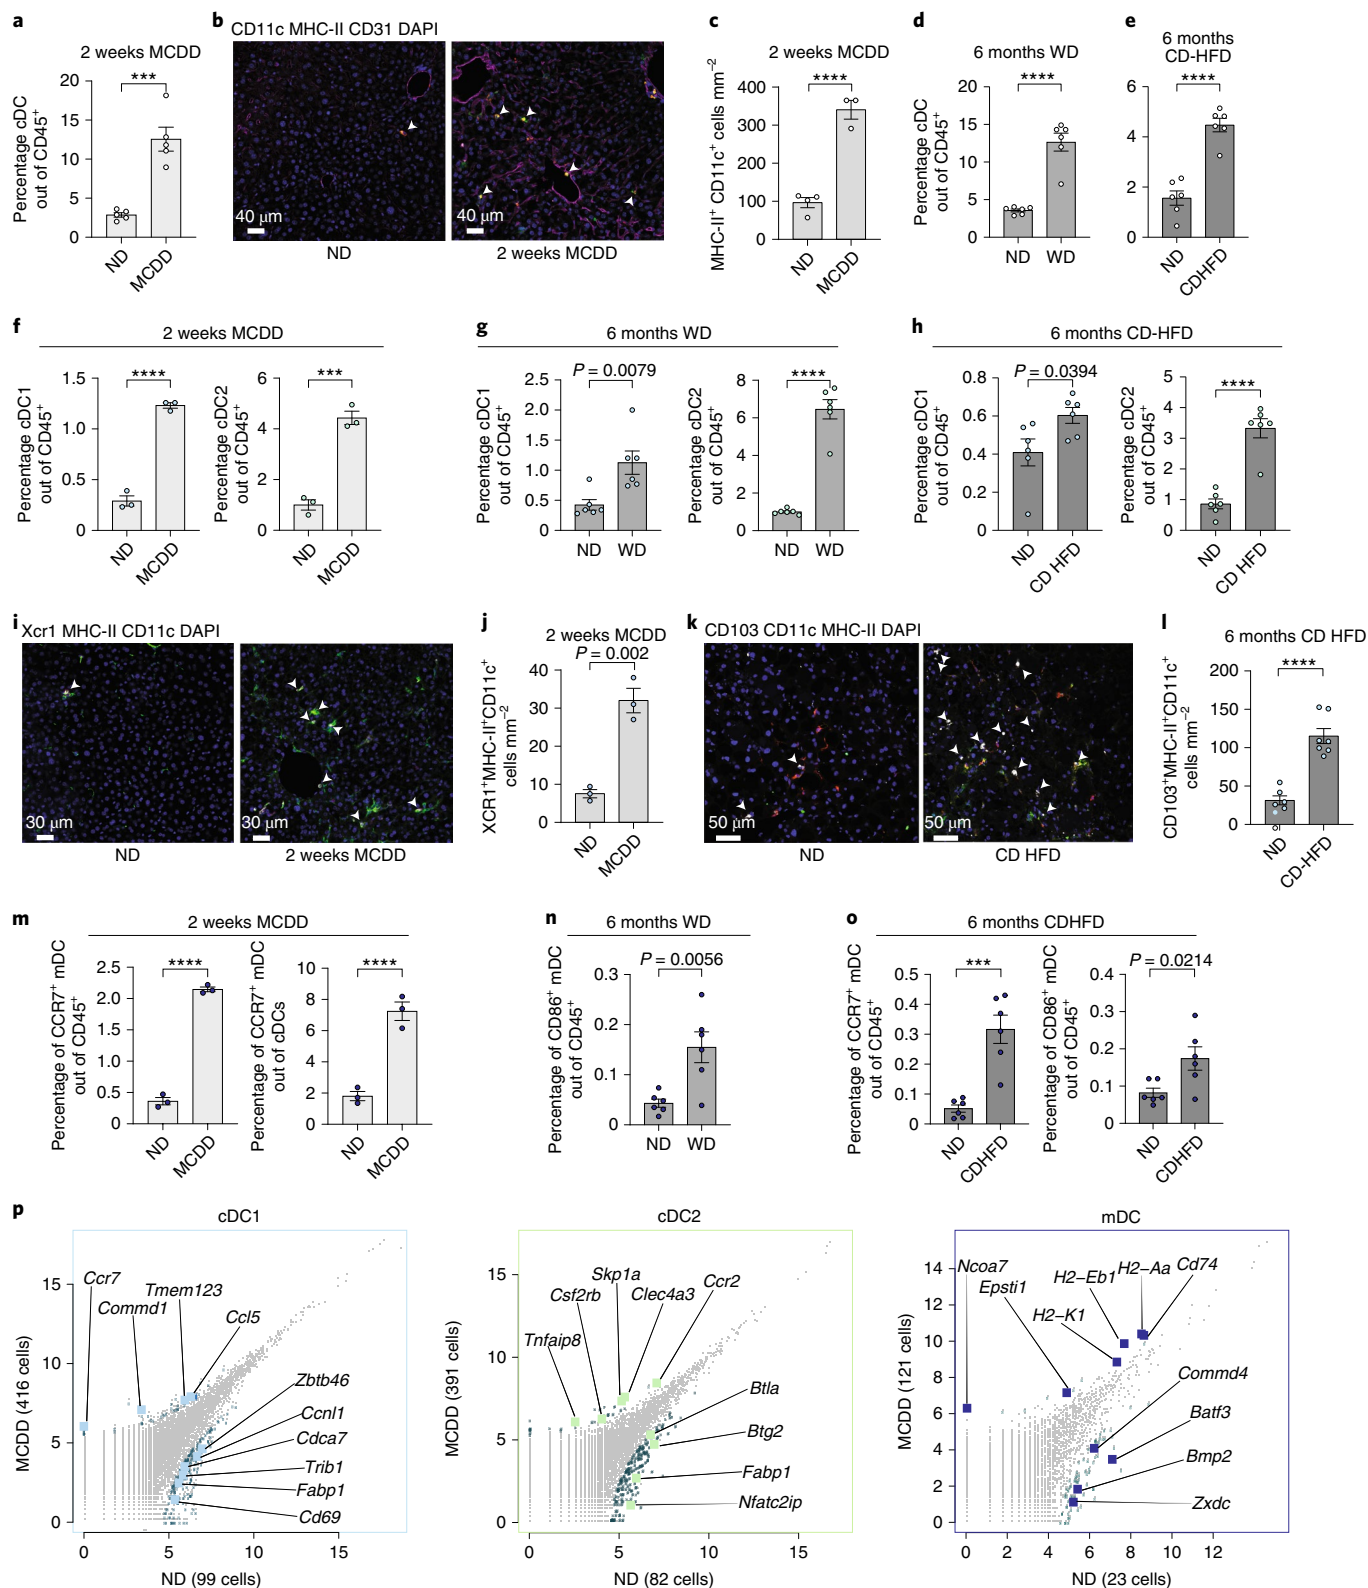 a
2 weeks MCDD
Percentage cDC
out of CD45+
20
15
10
5
0
***
ND
MCDD
b
CD11c MHC-II CD31 DAPI
40 µm
ND
40 µm
2 weeks MCDD
c
2 weeks MCDD
MHC-II+ CD11c+ cells mm−2
400
300
200
100
0
****
ND
MCDD
d
6 months WD
Percentage cDC
out of CD45+
20
15
10
5
0
****
ND
WD
e
6 months
CD-HFD
6
4
2
0
****
ND
CDHFD
f
2 weeks MCDD
Percentage cDC1
out of CD45+
1.5
1.0
0.5
0
****
ND
MCDD
Percentage cDC2
out of CD45+
6
4
2
0
***
ND
MCDD
g
6 months WD
Percentage cDC1
out of CD45+
2.5
2.0
1.5
1.0
0.5
0
P = 0.0079
ND
WD
Percentage cDC2
out of CD45+
8
6
4
2
0
****
ND
WD
h
6 months CD-HFD
Percentage cDC1
out of CD45+
0.8
0.6
0.4
0.2
0
P = 0.0394
ND
CD HFD
Percentage cDC2
out of CD45+
5
4
3
2
1
0
****
ND
CD HFD
i
Xcr1 MHC-II CD11c DAPI
30 µm
ND
30 µm
2 weeks MCDD
j
2 weeks MCDD
P = 0.002
XCR1+MHC-II+CD11c+
cells mm−2
40
30
20
10
0
ND
MCDD
k
CD103 CD11c MHC-II DAPI
50 µm
ND
50 µm
CD HFD
l
6 months CD HFD
CD103+MHC-II+CD11c+
cells mm−2
200
150
100
50
0
****
ND
CD-HFD
m
2 weeks MCDD
Percentage of CCR7+ mDC
out of CD45+
2.5
2.0
1.5
1.0
0.5
0
****
ND
MCDD
Percentage of CCR7+ mDC
out of cDCs
10
8
6
4
2
0
****
ND
MCDD
n
6 months WD
Percentage of CD86+ mDC
out of CD45+
0.3
0.2
0.1
0
P = 0.0056
ND
WD
o
6 months CDHFD
Percentage of CCR7+ mDC
out of CD45+
0.5
0.4
0.3
0.2
0.1
0
***
ND
CDHFD
Percentage of CD86+ mDC
out of CD45+
0.4
0.3
0.2
0.1
0
P = 0.0214
ND
CDHFD
p
cDC1
MCDD (416 cells)
15
10
5
0
Ccr7
Commd1
Tmem123
Ccl5
Zbtb46
Ccnl1
Cdca7
Trib1
Fabp1
Cd69
0
5
10
15
ND (99 cells)
cDC2
MCDD (391 cells)
15
10
5
0
Tnfaip8
Csf2rb
Skp1a
Clec4a3
Ccr2
Btla
Btg2
Fabp1
Nfatc2ip
0
5
10
15
ND (82 cells)
mDC
MCDD (121 cells)
14
12
10
8
6
4
2
0
Ncoa7
Epsti1
H2−K1
H2−Eb1
H2−Aa
Cd74
Commd4
Batf3
Bmp2
Zxdc
0
2
4
6
8
10
12
ND (23 cells)